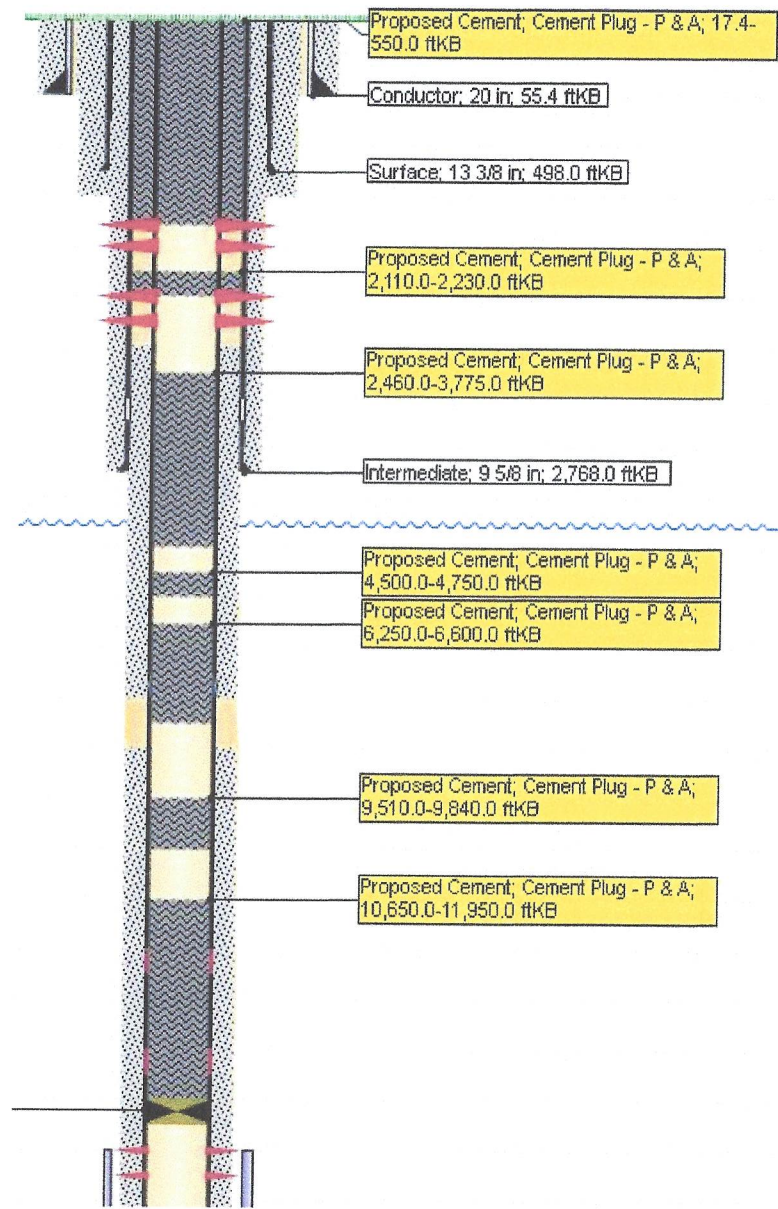 Proposed Cement; Cement Plug - P & A; 17.4-
550.0 ftKB
Conductor; 20 in; 55.4 ftKB
Surface; 13 3/8 in; 498.0 ftKB
Proposed Cement; Cement Plug - P & A;
2,110.0-2,230.0 ftKB
Proposed Cement; Cement Plug - P & A;
2,460.0-3,775.0 ftKB
Intermediate; 9 5/8 in; 2,768.0 ftKB
Proposed Cement; Cement Plug - P & A;
4,500.0-4,750.0 ftKB
Proposed Cement; Cement Plug - P & A;
6,250.0-6,600.0 ftKB
Proposed Cement; Cement Plug - P & A;
9,510.0-9,840.0 ftKB
Proposed Cement; Cement Plug - P & A;
10,650.0-11,950.0 ftKB